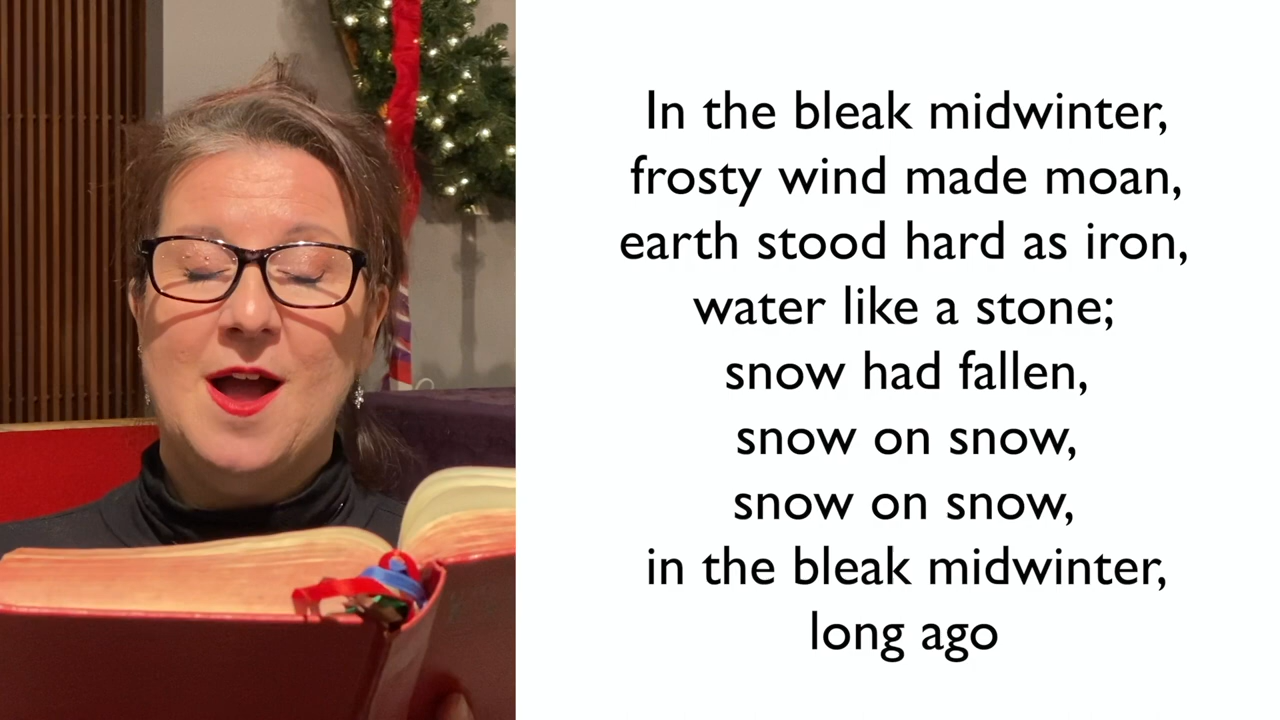 In the bleak midwinter,
frosty wind made moan,
earth stood hard as iron,
water like a stone;
snow had fallen,
snow on snow,
snow on snow,
in the bleak midwinter,
long ago